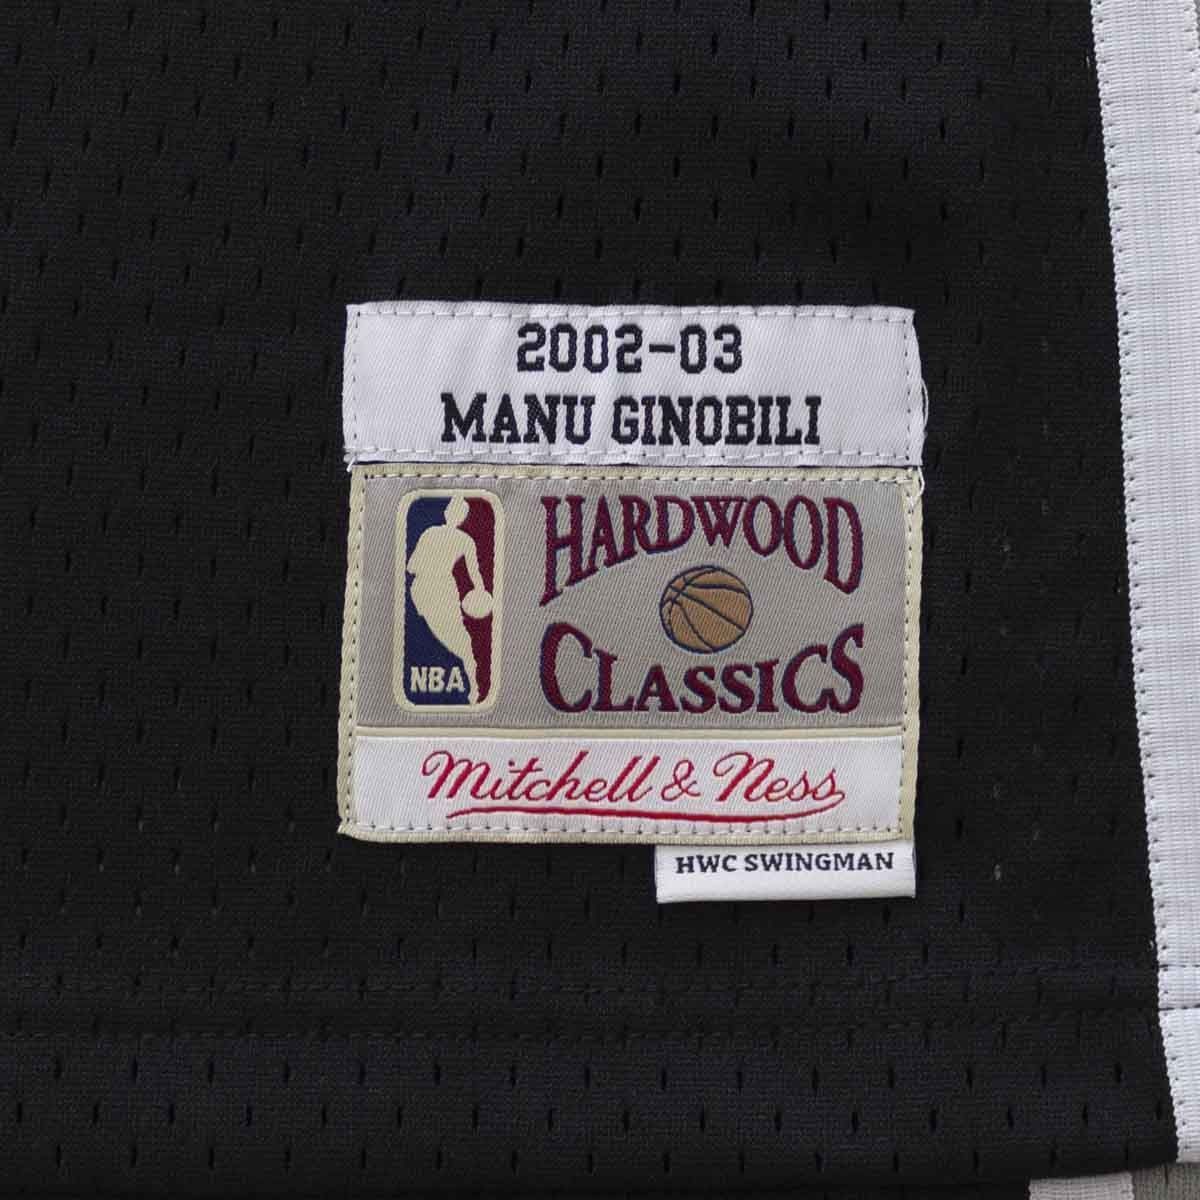 2002-03
MANU GINOBILI
HARDWOOD
CLASSICS
NBA
Mitchell & Ness
HWC SWINGMAN